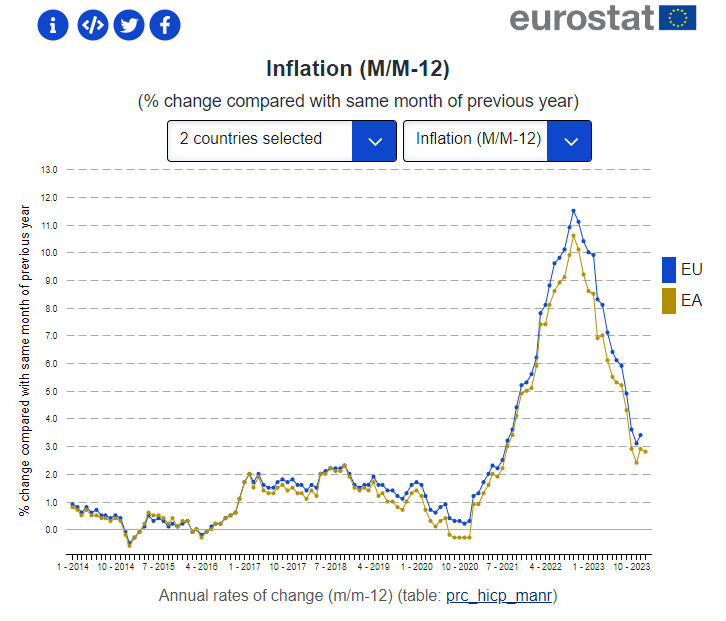 eurostat
Inflation (M/M-12)
(% change compared with same month of previous year)
2 countries selected
Inflation (M/M-12)
% change compared with same month of previous year
13.0
12.0
11.0
10.0
9.0
8.0
7.0
6.0
5.0
4.0
3.0
2.0
1.0
0.0
EU
EA
1 - 2014 10 - 2014 7 - 2015 4 - 2016 1 - 2017 10 - 2017 7 - 2018 4 - 2019 1 - 2020 10 - 2020 7 - 2021 4 - 2022 1 - 2023 10 - 2023
Annual rates of change (m/m-12) (table: prc_hicp_manr)